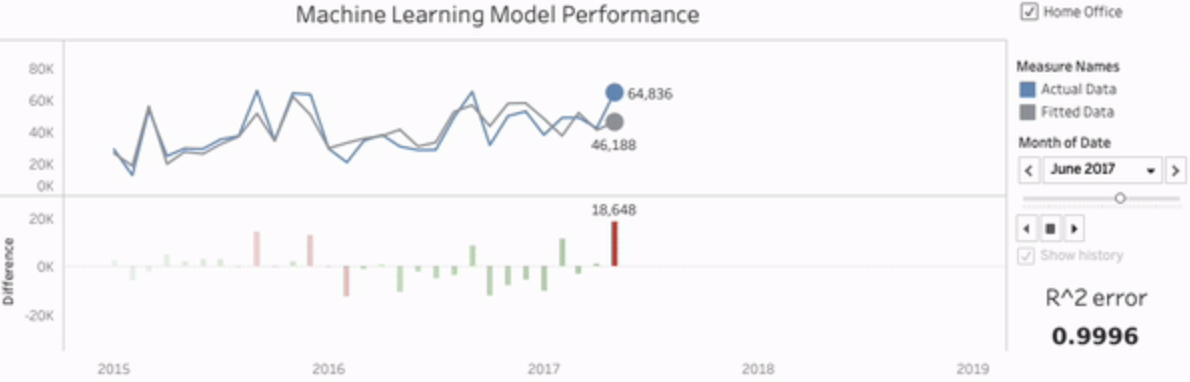 Machine Learning Model Performance
Home Office
80K
60K
40K
20K
0K
64,836
46,188
Measure Names
Actual Data
Fitted Data
Month of Date
June 2017
Show history
R^2 error
0.9996
Difference
20K
0K
-20K
18,648
2015
2016
2017
2018
2019